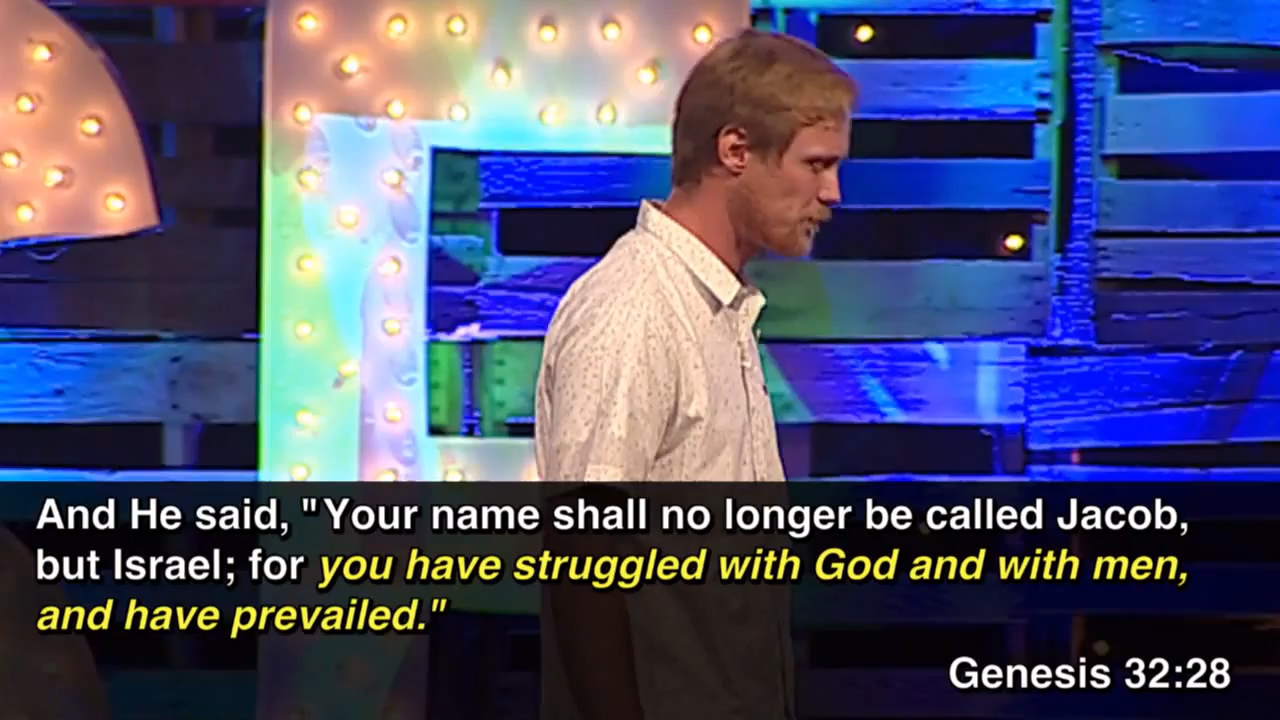 And He said, "Your name shall no longer be called Jacob,
but Israel; for you have struggled with God and with men,
and have prevailed."
Genesis 32:28